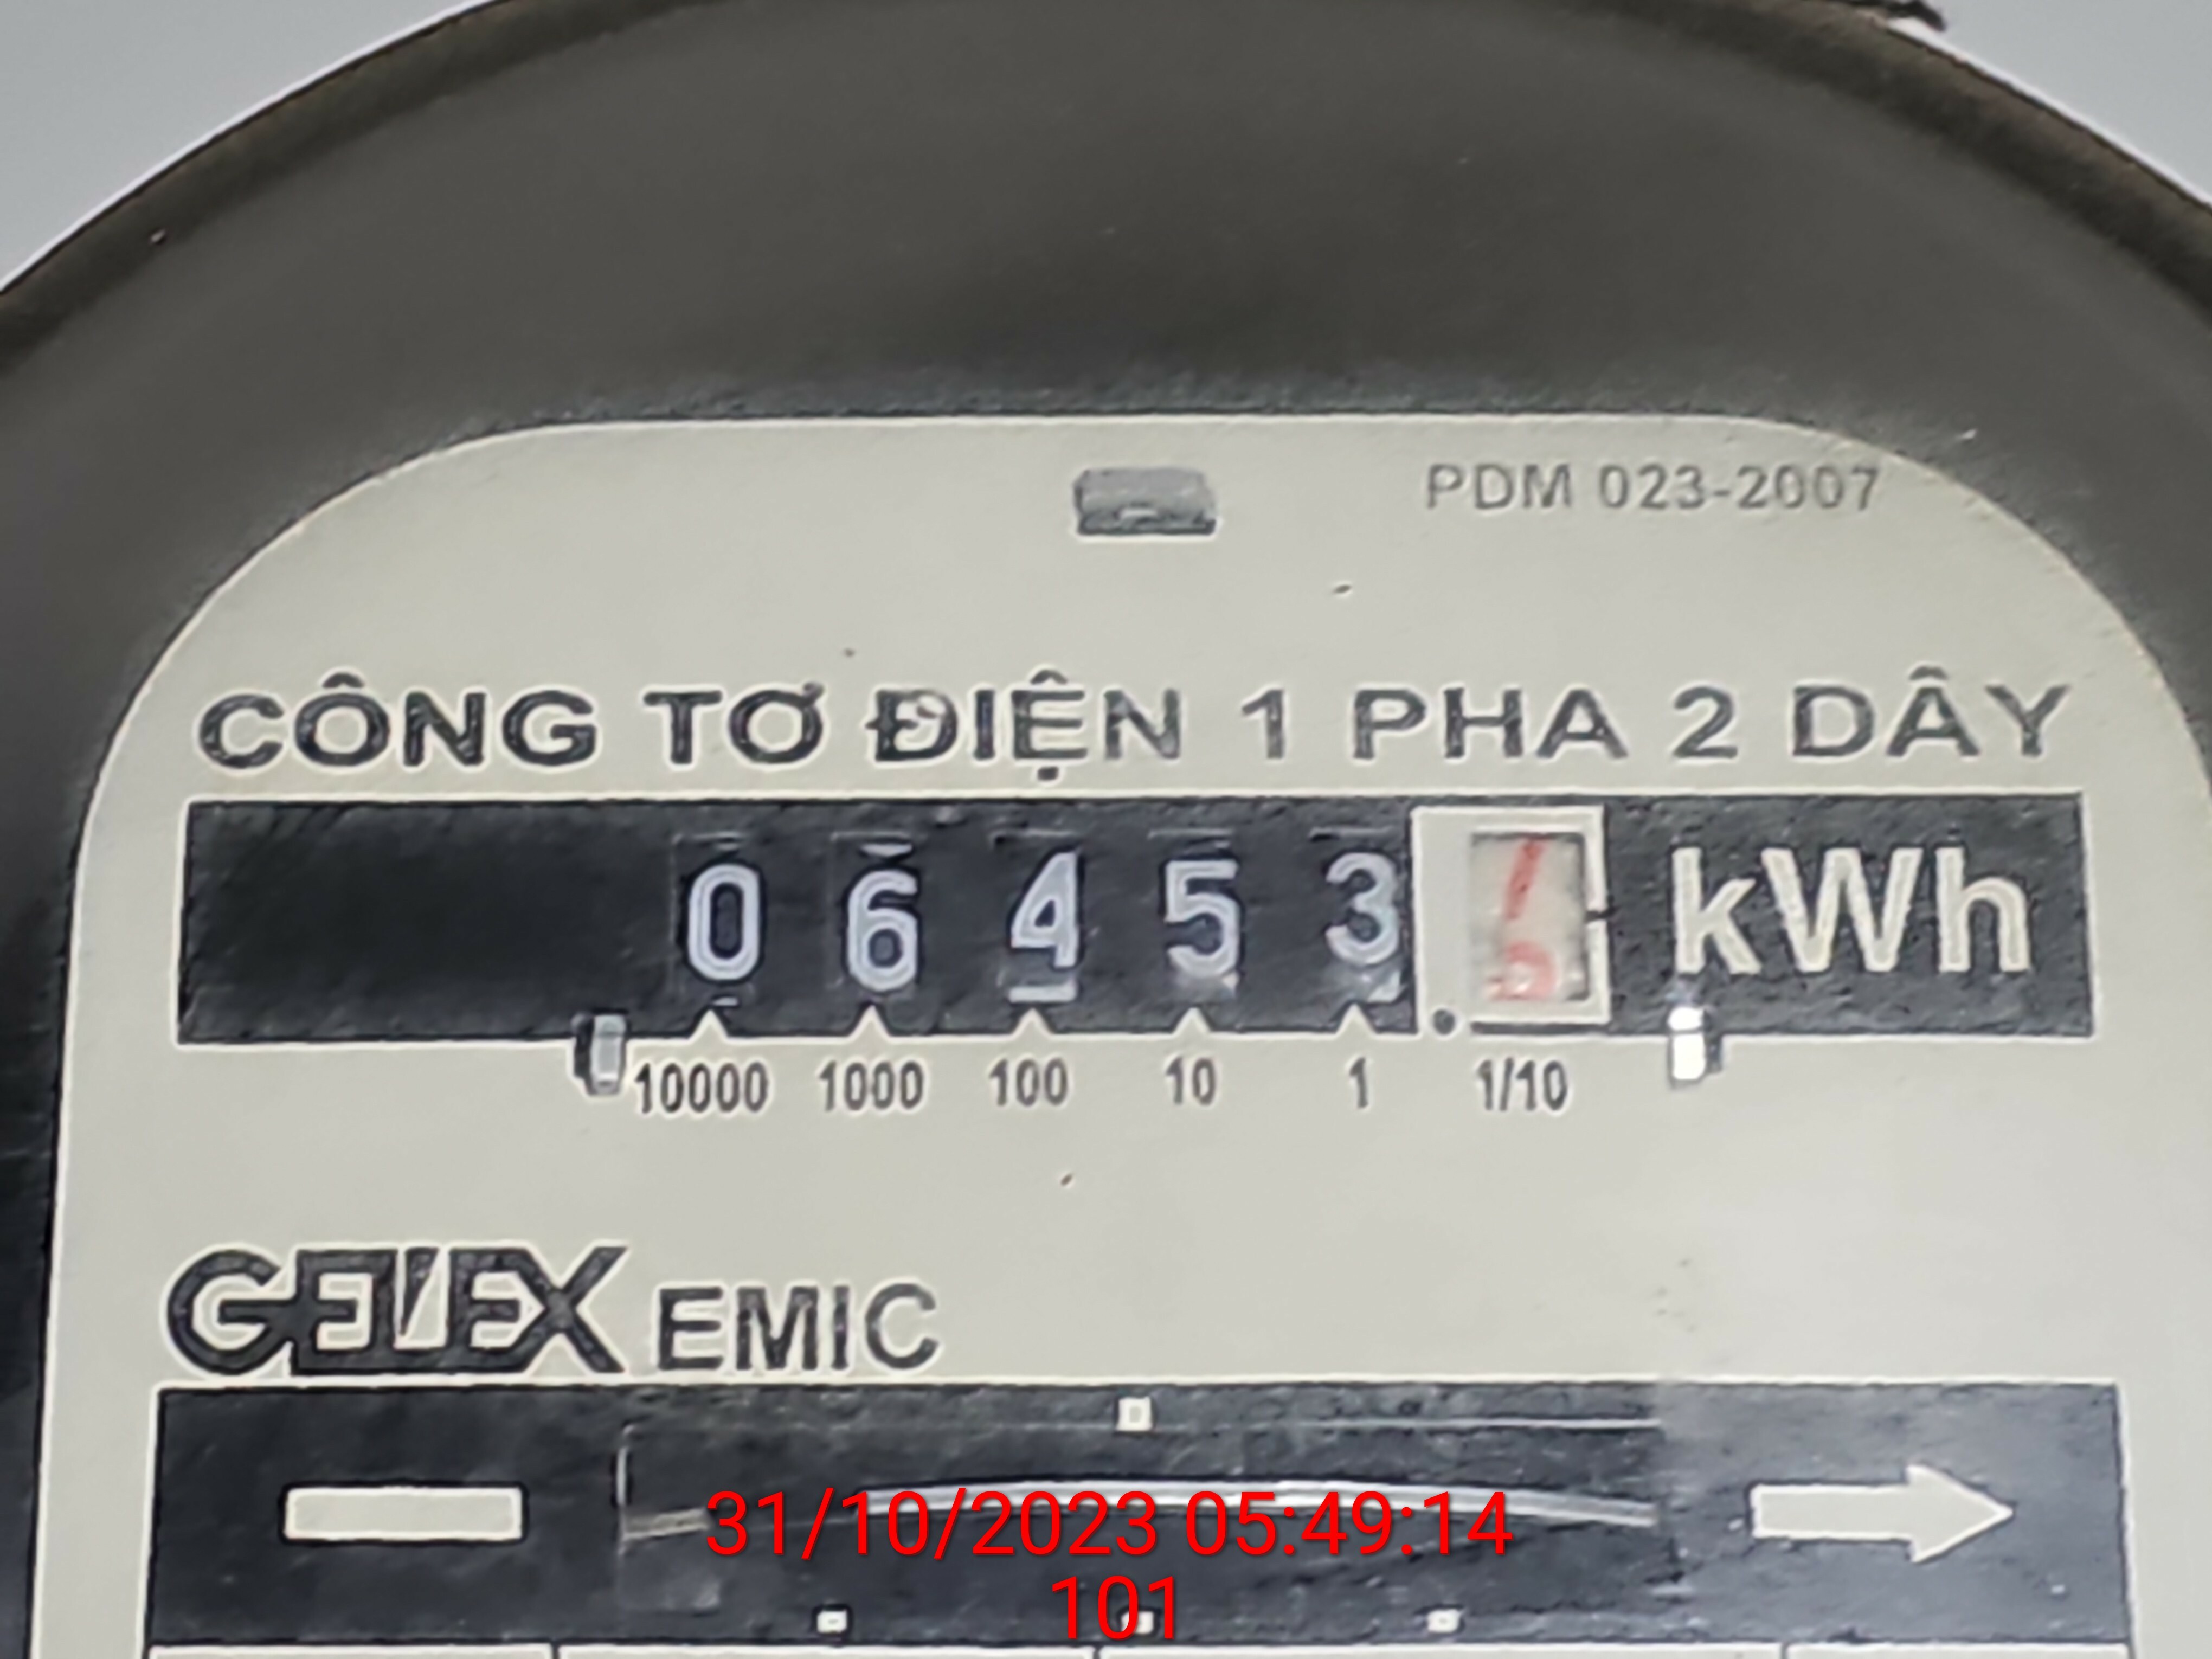 PDM 023-2007
CÔNG TƠ ĐIỆN 1 PHA 2 DÂY
0 6 4 5 3 . kWh
10000 1000 100 10 1 1/10
GELEX EMIC
31/10/2023 05:49:14
101